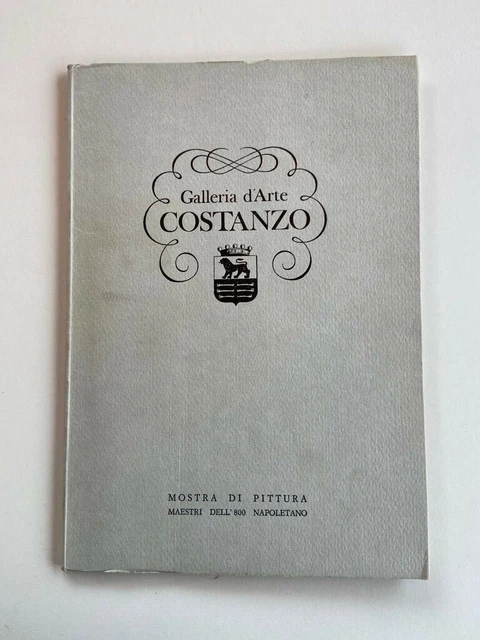 Galleria d'Arte
COSTANZO
MOSTRA DI PITTURA
MAESTRI DELL'800 NAPOLETANO